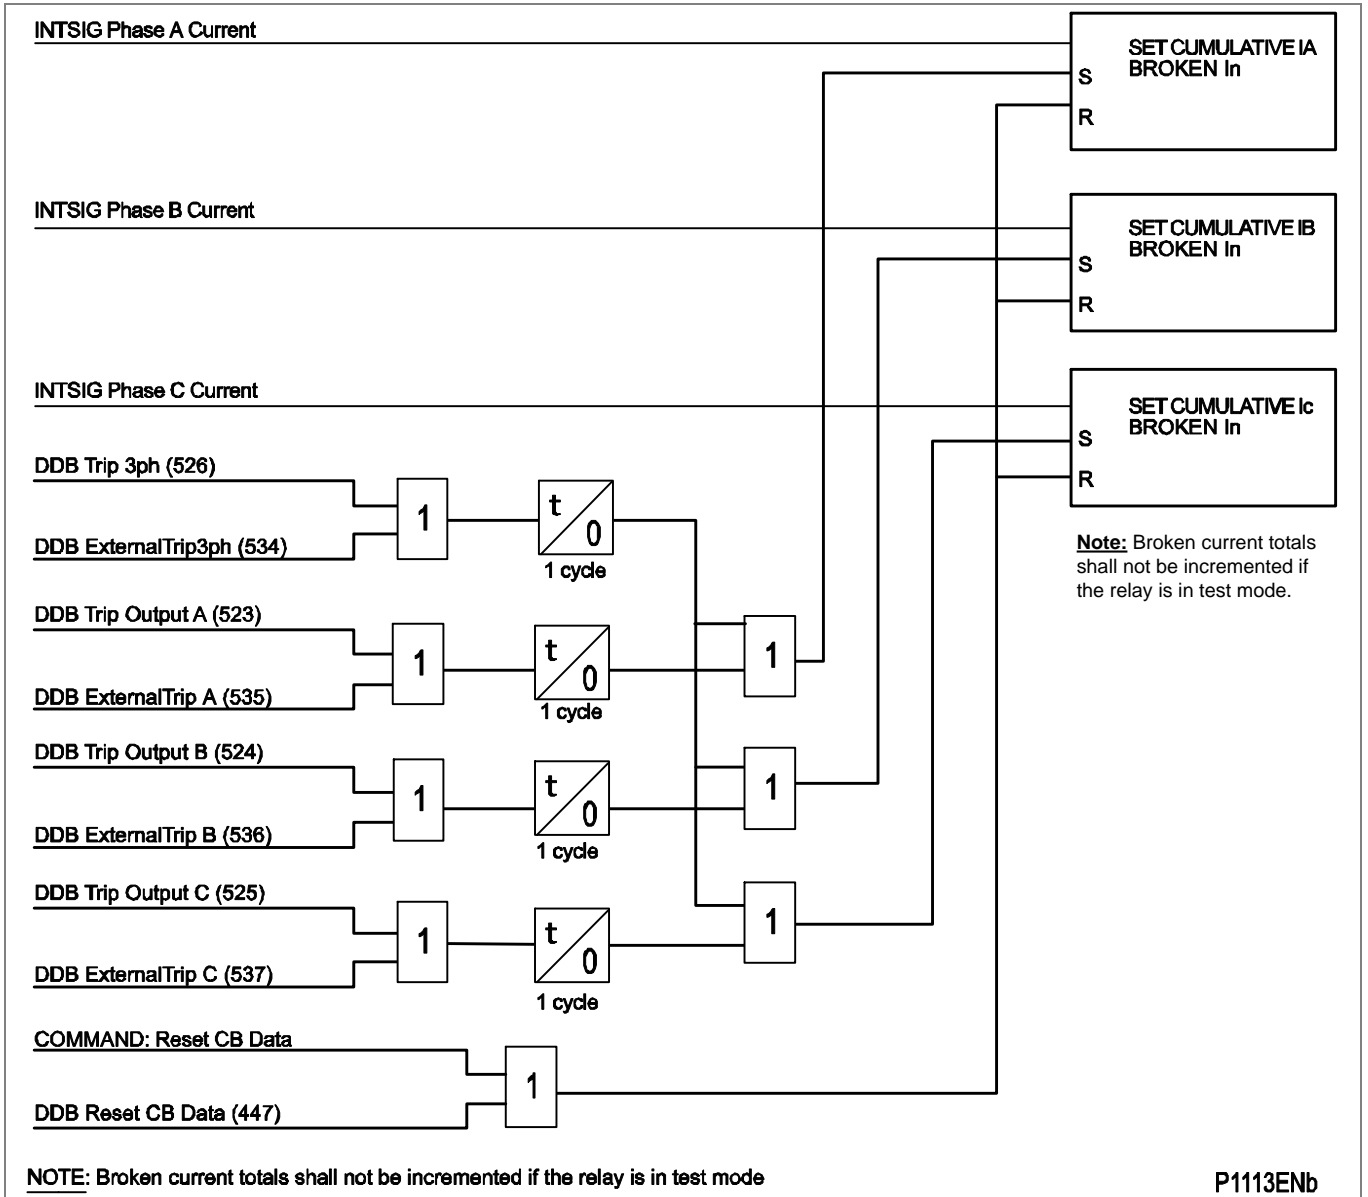 INTSIG Phase A Current
SET CUMULATIVE IA
BROKEN In
S
R
INTSIG Phase B Current
SET CUMULATIVE IB
BROKEN In
S
R
INTSIG Phase C Current
SET CUMULATIVE Ic
BROKEN In
S
R
Note: Broken current totals
shall not be incremented if
the relay is in test mode.
DDB Trip 3ph (526)
DDB ExternalTrip3ph (534)
1
t
0
1 cycle
DDB Trip Output A (523)
DDB ExternalTrip A (535)
1
t
0
1 cycle
1
DDB Trip Output B (524)
DDB ExternalTrip B (536)
1
t
0
1 cycle
1
DDB Trip Output C (525)
DDB ExternalTrip C (537)
1
t
0
1 cycle
1
COMMAND: Reset CB Data
DDB Reset CB Data (447)
1
NOTE: Broken current totals shall not be incremented if the relay is in test mode
P1113ENb